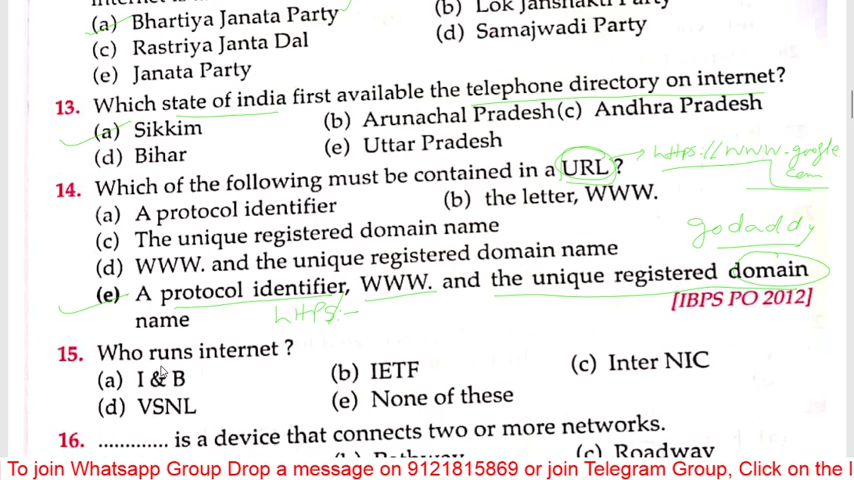 (a) Bhartiya Janata Party
(b) Lok Janshakti Party
(c) Rastriya Janta Dal
(d) Samajwadi Party
(e) Janata Party
13. Which state of india first available the telephone directory on internet?
(a) Sikkim (b) Arunachal Pradesh (c) Andhra Pradesh
(d) Bihar (e) Uttar Pradesh
https://www.google
com
14. Which of the following must be contained in a URL ?
(a) A protocol identifier (b) the letter, WWW.
(c) The unique registered domain name
godaddy
(d) WWW. and the unique registered domain name
(e) A protocol identifier, WWW. and the unique registered domain
name
https:-
[IBPS PO 2012]
15. Who runs internet ?
(a) I & B (b) IETF (c) Inter NIC
(d) VSNL (e) None of these
16. ............. is a device that connects two or more networks.
(c) Roadway
To join Whatsapp Group Drop a message on 9121815869 or join Telegram Group, Click on the l